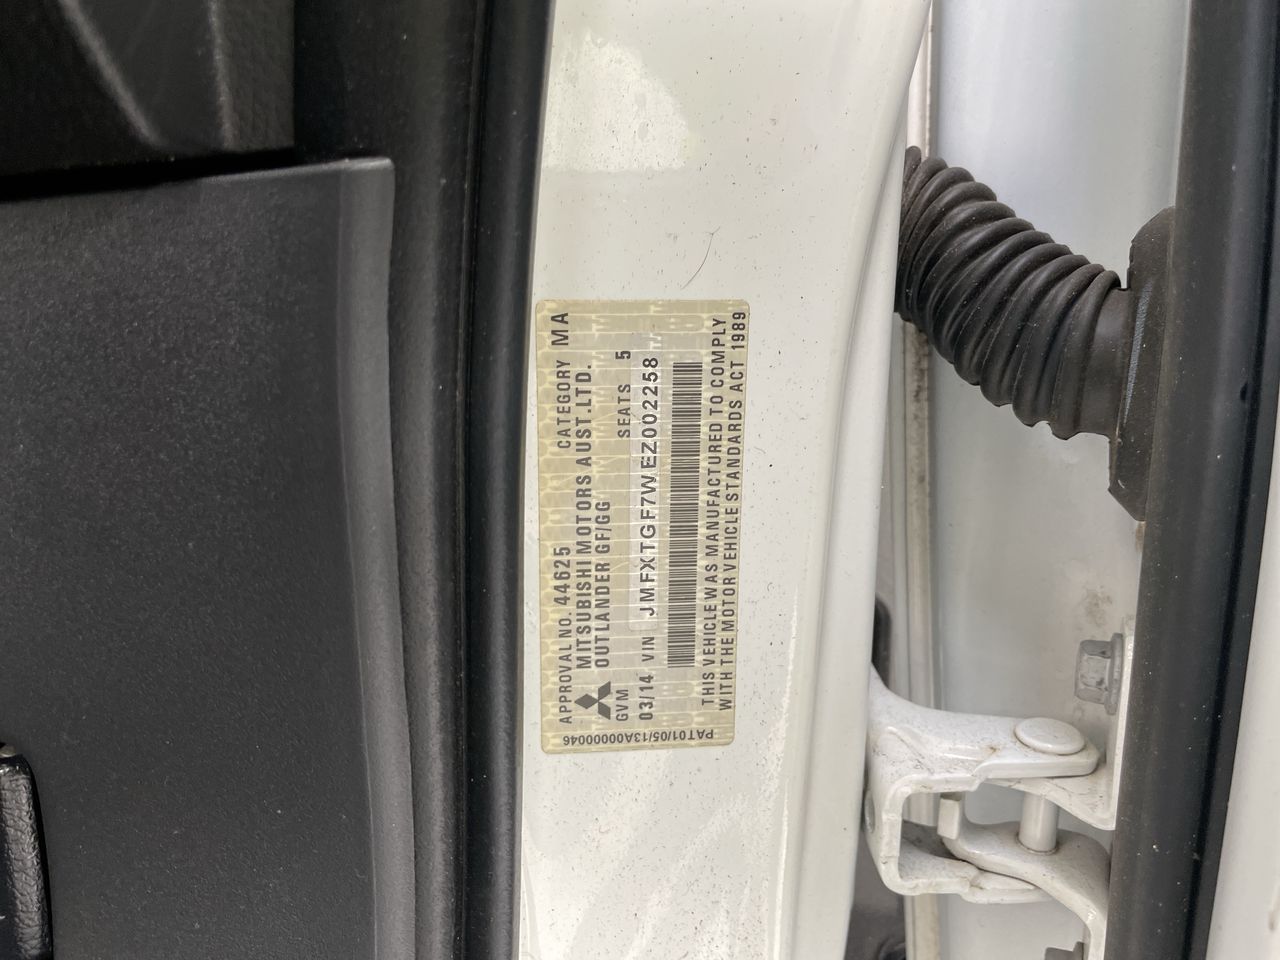 APPROVAL NO. 44625 CATEGORY MA
MITSUBISHI MOTORS AUST.LTD.
OUTLANDER GF/GG
GVM SEATS 5
03/14 VIN JMFXTGF7WEZ002258
THIS VEHICLE WAS MANUFACTURED TO COMPLY
WITH THE MOTOR VEHICLE STANDARDS ACT 1989
PAT01/05/13A00000046